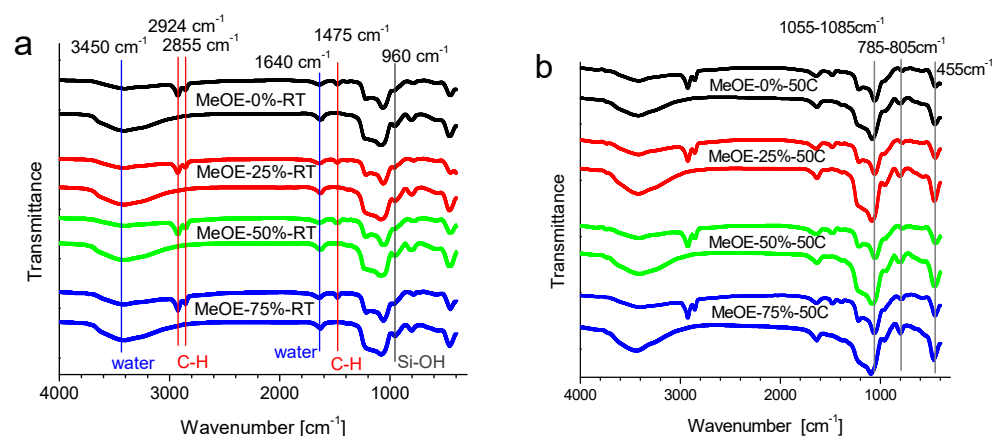 a
2924 cm-1
3450 cm-1
2855 cm-1
1640 cm-1
1475 cm-1
960 cm-1
MeOE-0%-RT
MeOE-25%-RT
MeOE-50%-RT
MeOE-75%-RT
water
C-H
water
C-H
Si-OH
Transmittance
4000
3000
2000
1000
Wavenumber [cm-1]
b
1055-1085cm-1
785-805cm-1
455cm-1
MeOE-0%-50C
MeOE-25%-50C
MeOE-50%-50C
MeOE-75%-50C
Transmittance
4000
3000
2000
1000
Wavenumber [cm-1]